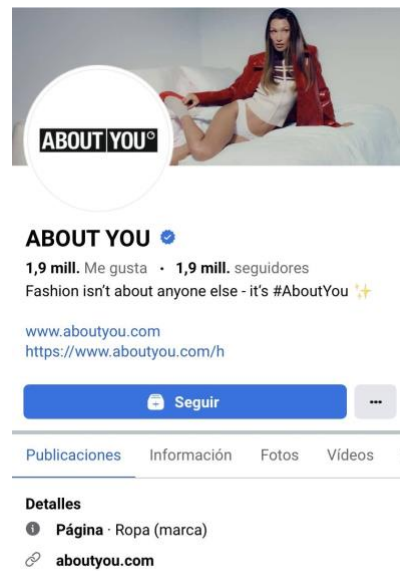 ABOUT YOU°
ABOUT YOU
1,9 mill. Me gusta · 1,9 mill. seguidores
Fashion isn't about anyone else - it's #AboutYou ✨
www.aboutyou.com
https://www.aboutyou.com/h
Seguir
Publicaciones Información Fotos Vídeos
Detalles
Página · Ropa (marca)
aboutyou.com